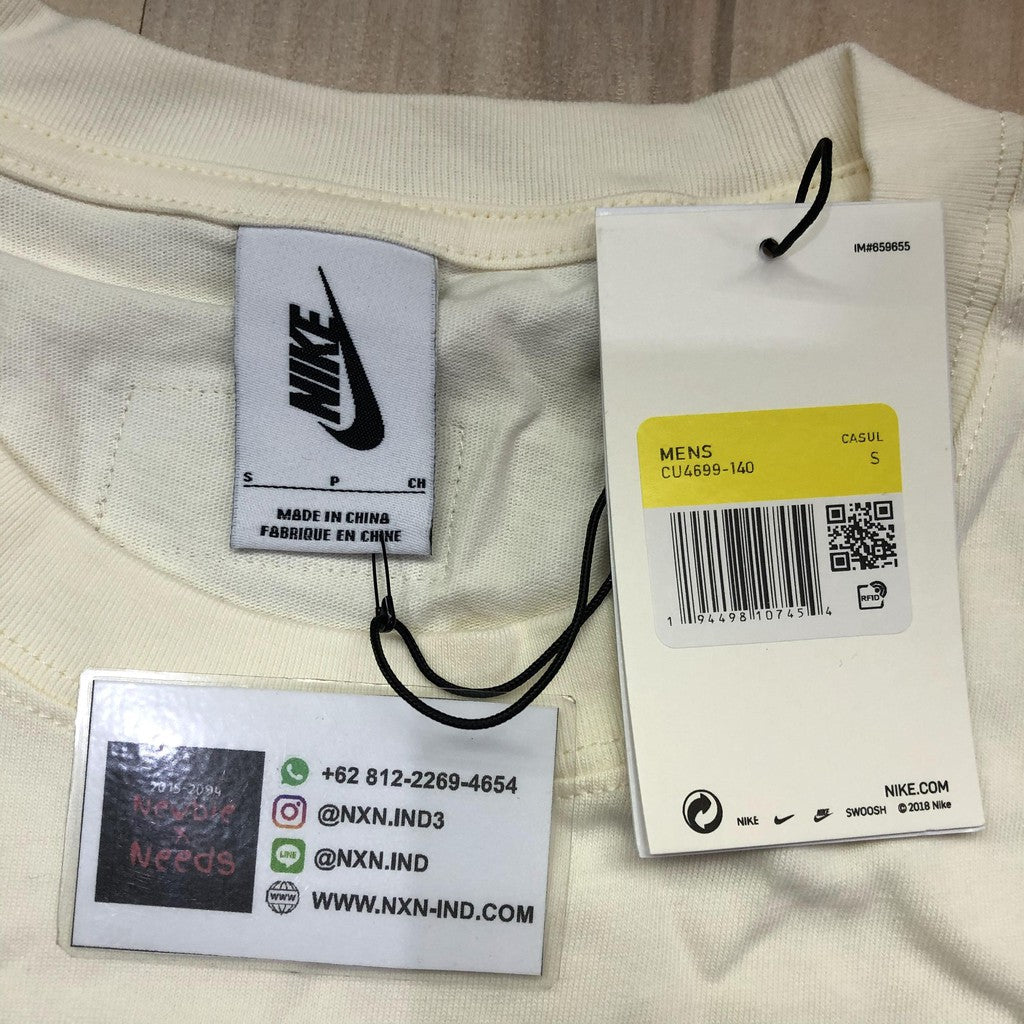 NIKE
S P CH
MADE IN CHINA
FABRIQUE EN CHINE
IM#659655
MENS
CU4699-140
CASUL
S
1 94498 10745 4
RFID
NIKE SWOOSH
NIKE.COM
©2018 Nike
2015-2094
Newbie
x
Needs
+62 812-2269-4654
@NXN.IND3
LINE
@NXN.IND
WWW
WWW.NXN-IND.COM